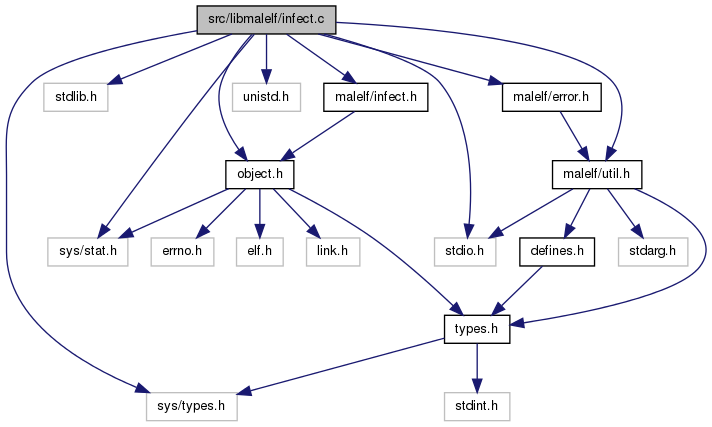 src/libmalelf/infect.c
stdlib.h
unistd.h
malelf/infect.h
malelf/error.h
object.h
malelf/util.h
sys/stat.h
errno.h
elf.h
link.h
stdio.h
defines.h
stdarg.h
types.h
sys/types.h
stdint.h